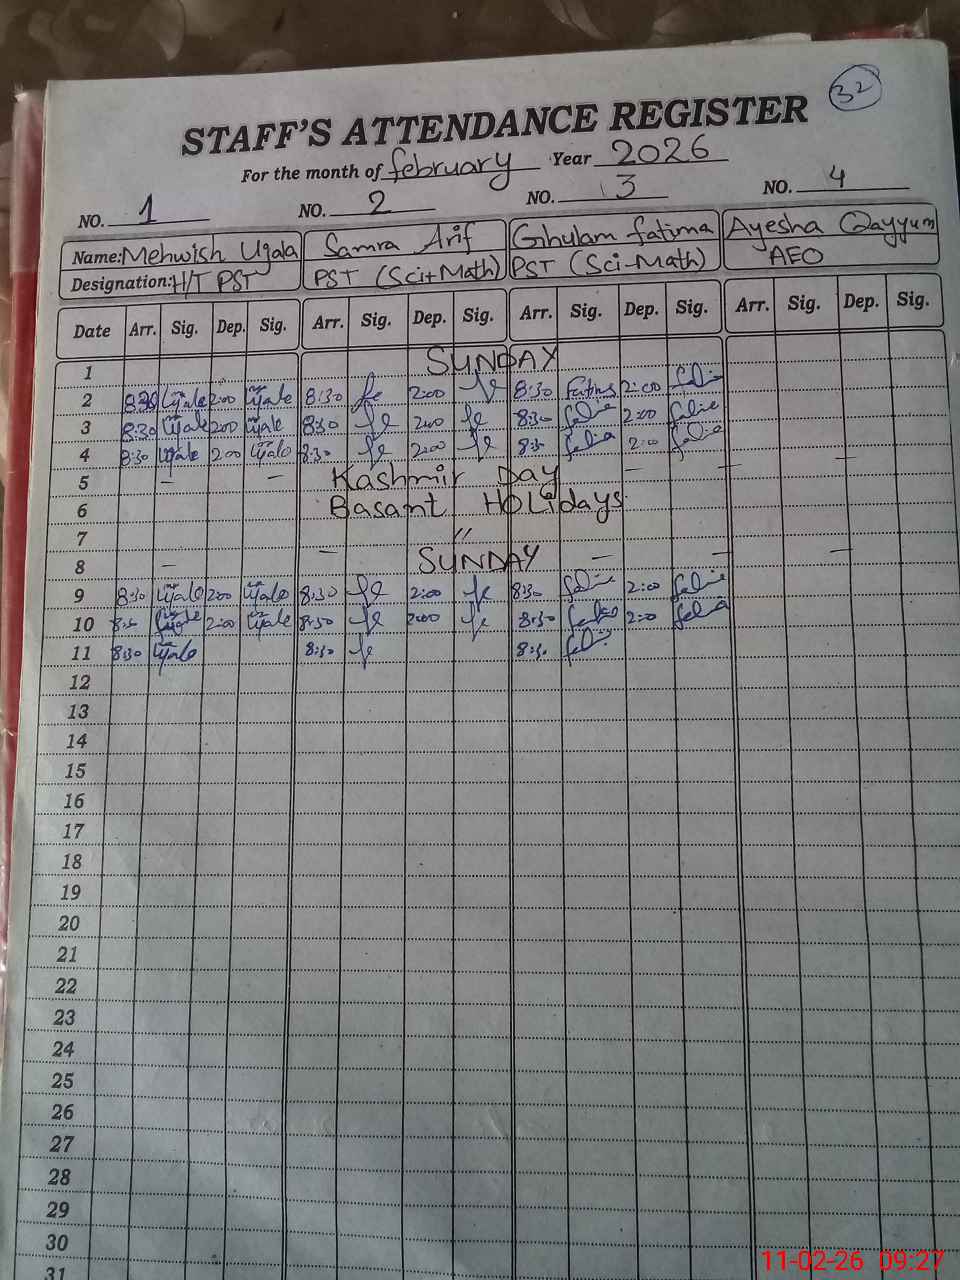 32
STAFF'S ATTENDANCE REGISTER
For the month of february Year 2026
NO. 1 NO. 2 NO. 3 NO. 4
Name: Mehwish Ujala Samra Arif Ghulam fatima Ayesha Qayyum
Designation: H/T PST PST (Sci+Math) PST (Sci-Math) AEO
Date Arr. Sig. Dep. Sig. Arr. Sig. Dep. Sig. Arr. Sig. Dep. Sig. Arr. Sig. Dep. Sig.
1 SUNDAY
2 8:30 Ujala 2:00 Ujala 8:30 2:00 8:30 Fatima 2:00
3 8:30 Ujala 2:00 Ujala 8:30 2:00 8:30 2:00
4 8:30 Ujala 2:00 Ujala 8:30 2:00 8:30 2:00
5 - - Kashmir Day - - -
6 Basant HOLidays
7 "
8 - - SUNDAY - - -
9 8:30 Ujala 2:00 Ujala 8:30 2:00 8:30 2:00
10 8:30 Ujala 2:00 Ujala 8:30 2:00 8:30 2:00
11 8:30 Ujala 8:30 8:30
12
13
14
15
16
17
18
19
20
21
22
23
24
25
26
27
28
29
30
31
11-02-26 09:27